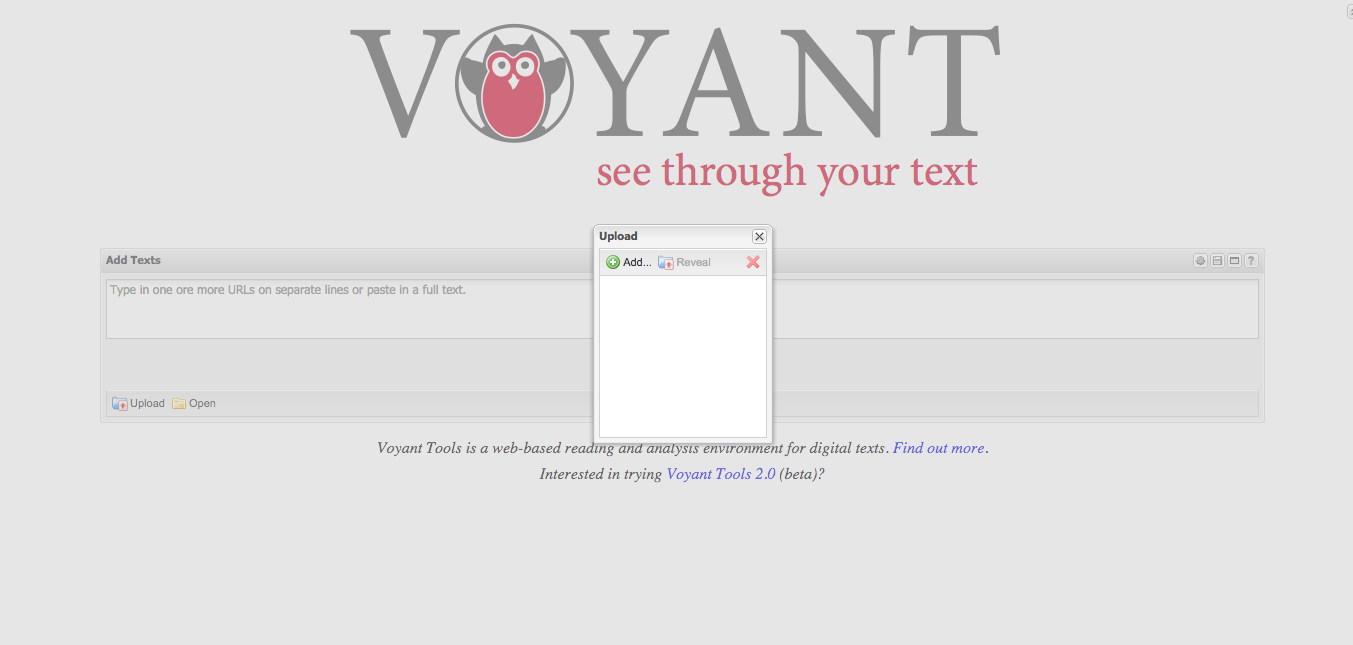 VOYANT
see through your text
Upload
Add... Reveal
Add Texts
Type in one ore more URLs on separate lines or paste in a full text.
Upload Open
Voyant Tools is a web-based reading and analysis environment for digital texts. Find out more.
Interested in trying Voyant Tools 2.0 (beta)?